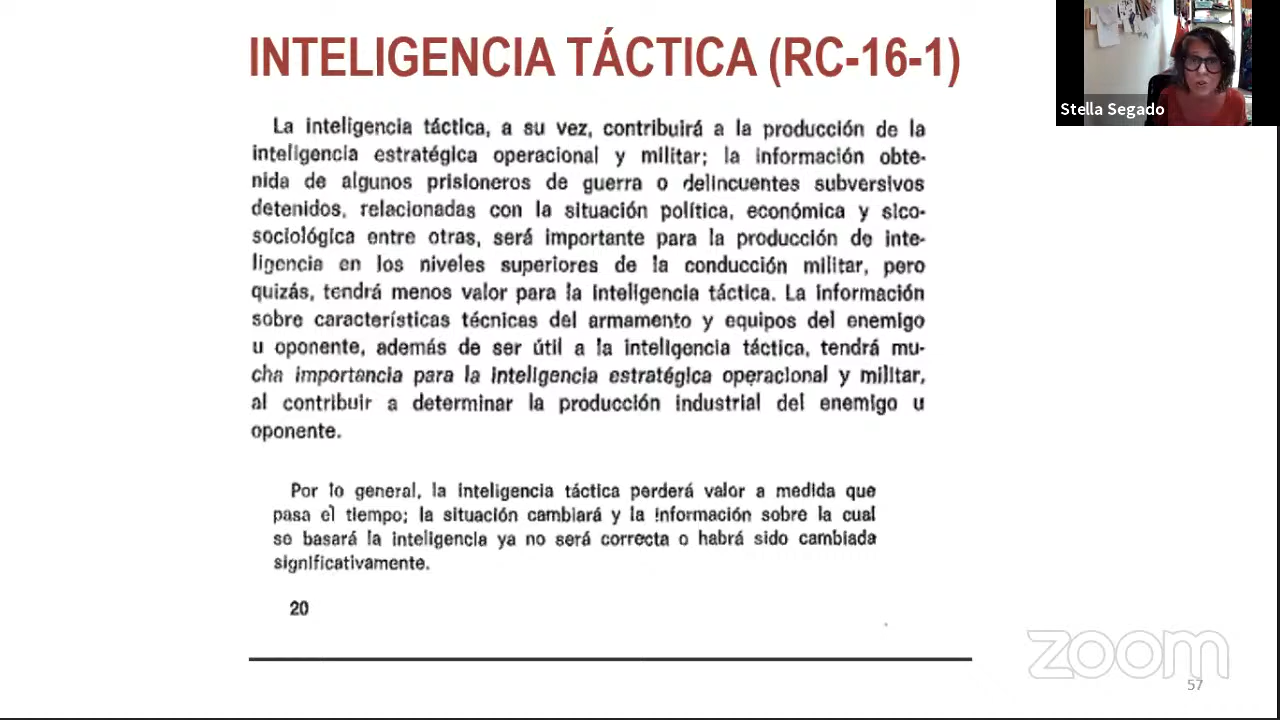 INTELIGENCIA TÁCTICA (RC-16-1)
Stella Segado
La inteligencia táctica, a su vez, contribuirá a la producción de la
inteligencia estratégica operacional y militar; la información obte-
nida de algunos prisioneros de guerra o delincuentes subversivos
detenidos, relacionadas con la situación política, económica y sico-
sociológica entre otras, será importante para la producción de inte-
ligencia en los niveles superiores de la conducción militar, pero
quizás, tendrá menos valor para la inteligencia táctica. La información
sobre características técnicas del armamento y equipos del enemigo
u oponente, además de ser útil a la inteligencia táctica, tendrá mu-
cha importancia para la inteligencia estratégica operacional y militar,
al contribuir a determinar la producción industrial del enemigo u
oponente.
Por lo general, la inteligencia táctica perderá valor a medida que
pasa el tiempo; la situación cambiará y la información sobre la cual
se basará la inteligencia ya no será correcta o habrá sido cambiada
significativamente.
20
zoom
57